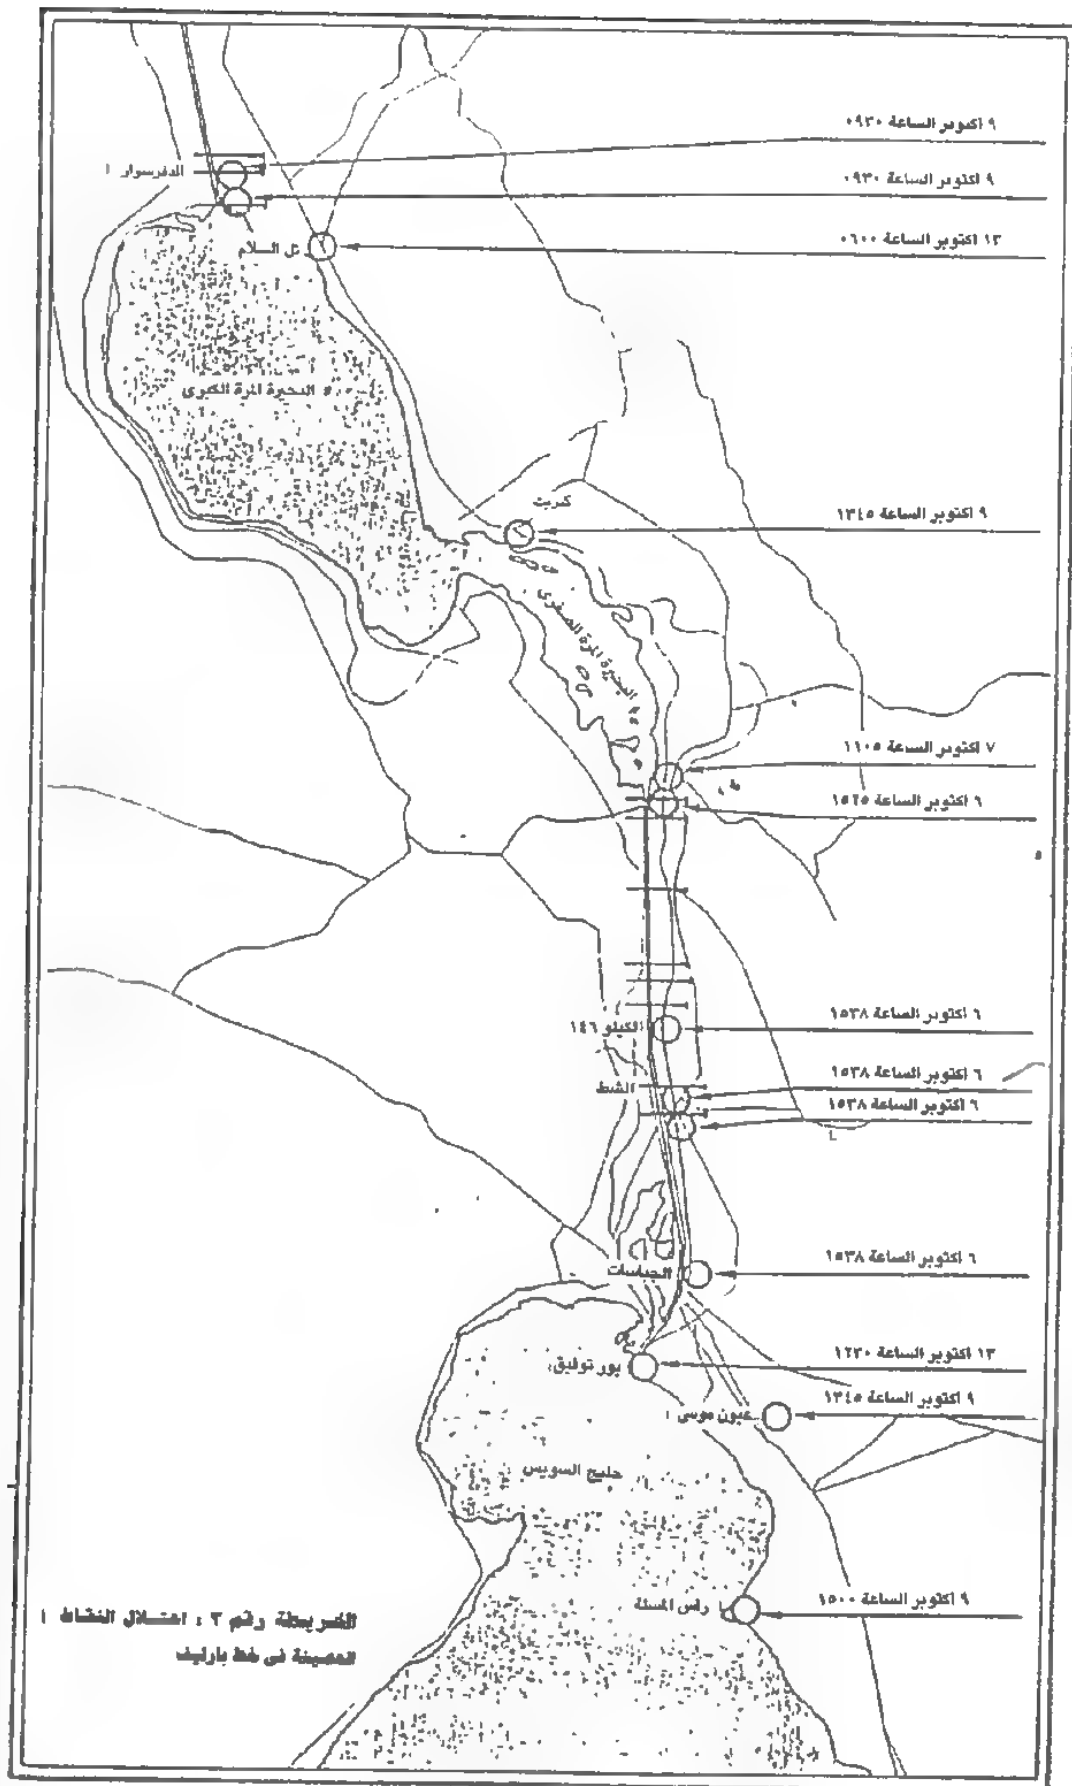 ٩ اكتوبر الساعة ٠٩٣٠
الدفرسوار ١
٩ اكتوبر الساعة ٠٩٣٠
١٣ اكتوبر الساعة ٠٦٠٠
تل السلام
البحيرة المرة الكبرى
كبريت
٩ اكتوبر الساعة ١٣٤٥
البحيرة المرة الصغرى
٧ اكتوبر الساعة ١١٠٥
٦ اكتوبر الساعة ١٥٢٥
٦ اكتوبر الساعة ١٥٣٨
الكيلو ١٤٦
٦ اكتوبر الساعة ١٥٣٨
الشط
٦ اكتوبر الساعة ١٥٣٨
٦ اكتوبر الساعة ١٥٣٨
الجباسات
١٣ اكتوبر الساعة ١٢٣٠
بور توفيق
٩ اكتوبر الساعة ١٣٤٥
عيون موسى
خليج السويس
٩ اكتوبر الساعة ١٥٠٠
راس المسلة
الخريطة رقم ٣ : احتلال النقاط
الحصينة فى خط بارليف